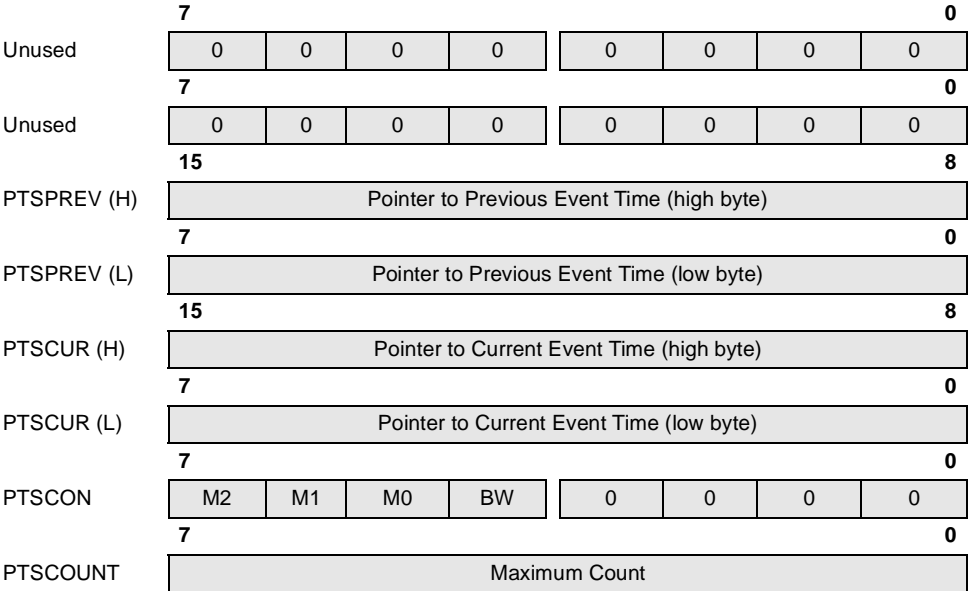 7 0
Unused 0 0 0 0 0 0 0 0
7 0
Unused 0 0 0 0 0 0 0 0
15 8
PTSPREV (H) Pointer to Previous Event Time (high byte)
7 0
PTSPREV (L) Pointer to Previous Event Time (low byte)
15 8
PTSCUR (H) Pointer to Current Event Time (high byte)
7 0
PTSCUR (L) Pointer to Current Event Time (low byte)
7 0
PTSCON M2 M1 M0 BW 0 0 0 0
7 0
PTSCOUNT Maximum Count